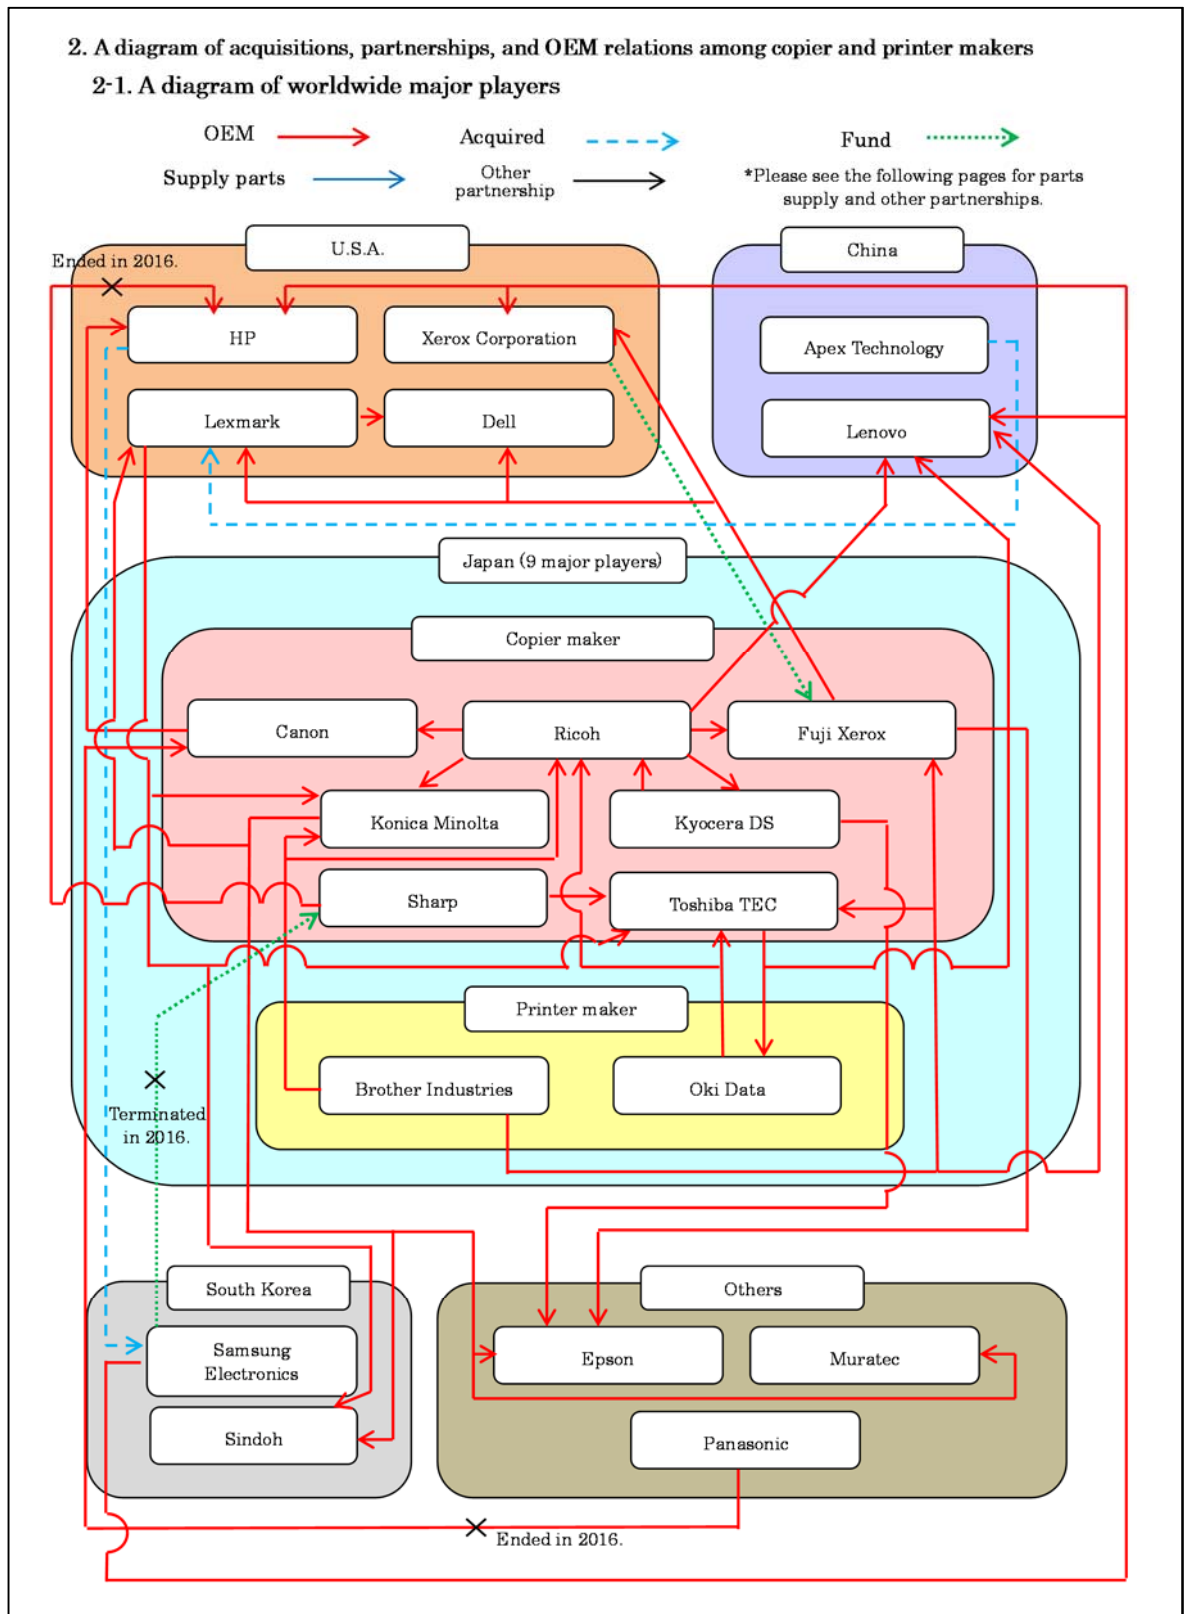 2. A diagram of acquisitions, partnerships, and OEM relations among copier and printer makers
2-1. A diagram of worldwide major players
OEM
Acquired
Fund
Supply parts
Other
partnership
*Please see the following pages for parts
supply and other partnerships.
U.S.A.
China
Ended in 2016.
HP
Xerox Corporation
Apex Technology
Lexmark
Dell
Lenovo
Japan (9 major players)
Copier maker
Canon
Ricoh
Fuji Xerox
Konica Minolta
Kyocera DS
Sharp
Toshiba TEC
Printer maker
Brother Industries
Oki Data
Terminated
in 2016.
South Korea
Others
Samsung
Electronics
Epson
Muratec
Sindoh
Panasonic
Ended in 2016.